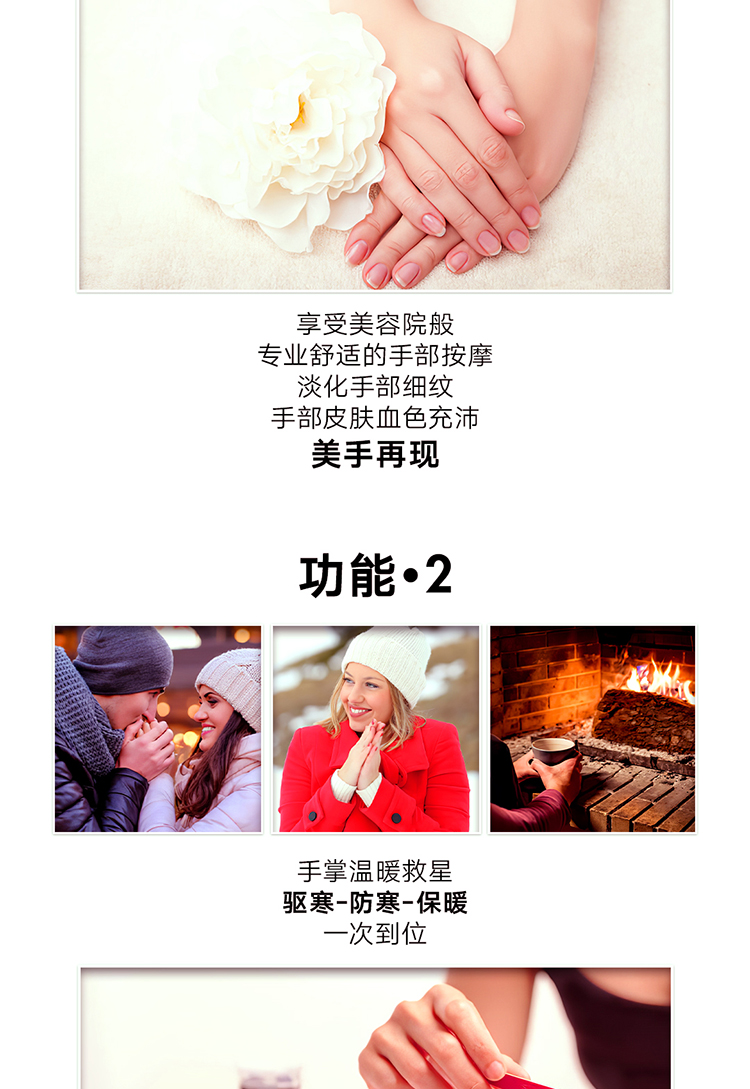 享受美容院般
专业舒适的手部按摩
淡化手部细纹
手部皮肤血色充沛
美手再现
功能•2
手掌温暖救星
驱寒-防寒-保暖
一次到位